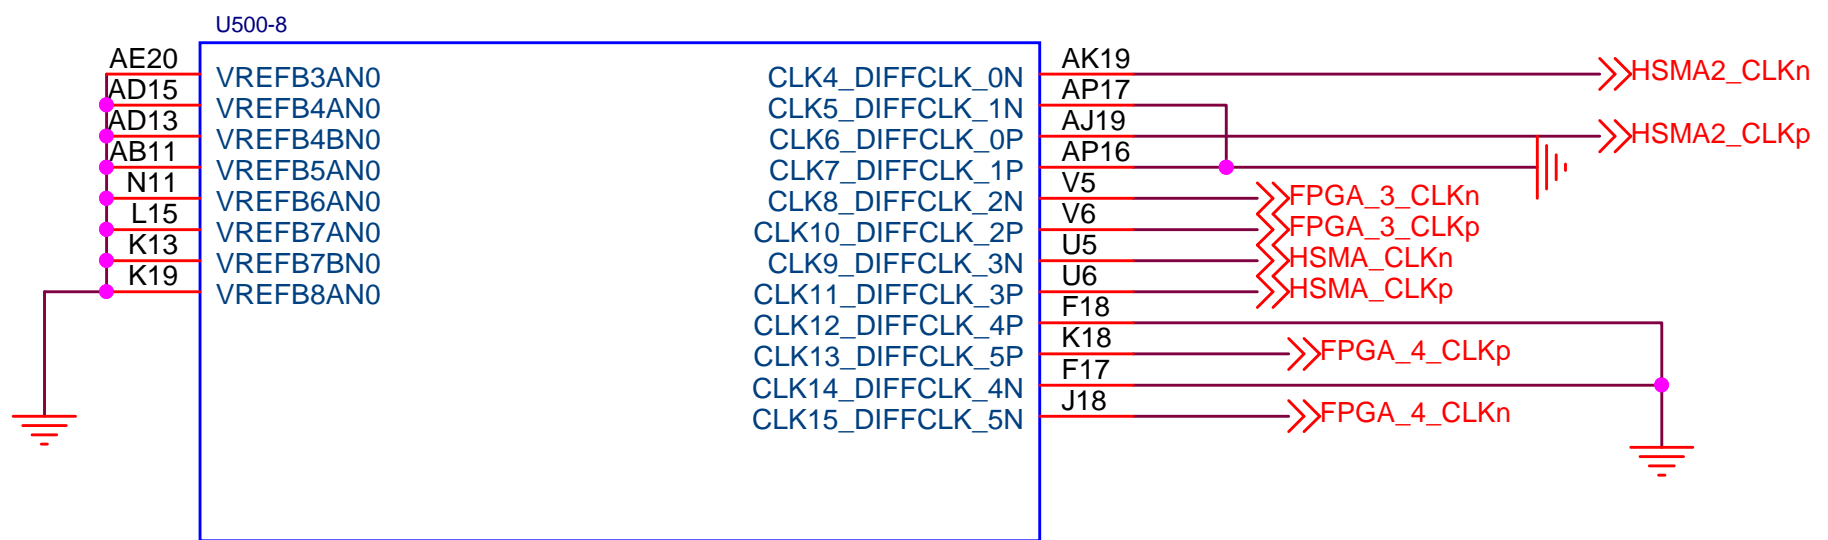 U500-8
AE20 VREFB3AN0 CLK4_DIFFCLK_0N AK19 HSMA2_CLKn
AD15 VREFB4AN0 CLK5_DIFFCLK_1N AP17
AD13 VREFB4BN0 CLK6_DIFFCLK_0P AJ19 HSMA2_CLKp
AB11 VREFB5AN0 CLK7_DIFFCLK_1P AP16
N11 VREFB6AN0 CLK8_DIFFCLK_2N V5 FPGA_3_CLKn
L15 VREFB7AN0 CLK10_DIFFCLK_2P V6 FPGA_3_CLKp
K13 VREFB7BN0 CLK9_DIFFCLK_3N U5 HSMA_CLKn
K19 VREFB8AN0 CLK11_DIFFCLK_3P U6 HSMA_CLKp
CLK12_DIFFCLK_4P F18
CLK13_DIFFCLK_5P K18 FPGA_4_CLKp
CLK14_DIFFCLK_4N F17
CLK15_DIFFCLK_5N J18 FPGA_4_CLKn